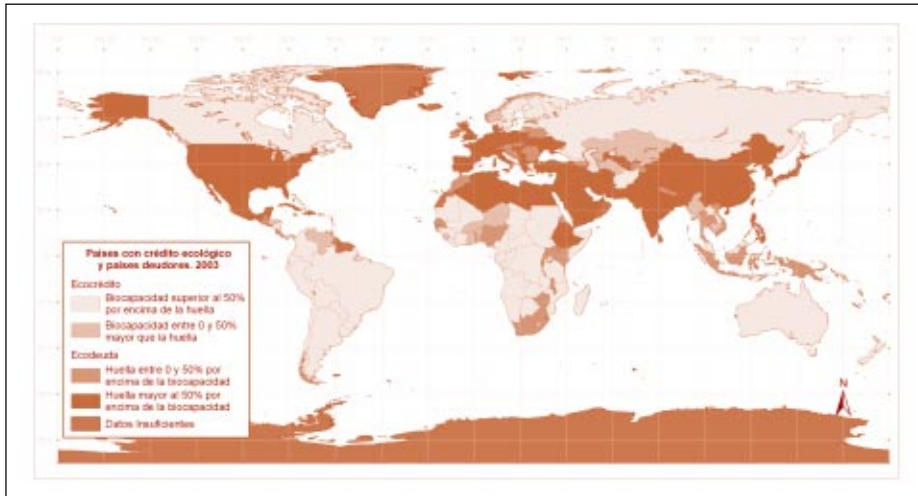 Países con crédito ecológico
y países deudores. 2003
Ecocrédito
Biocapacidad superior al 50%
por encima de la huella
Biocapacidad entre 0 y 50%
mayor que la huella
Ecodeuda
Huella entre 0 y 50% por
encima de la biocapacidad
Huella mayor al 50% por
encima de la biocapacidad
Datos Insuficientes
N